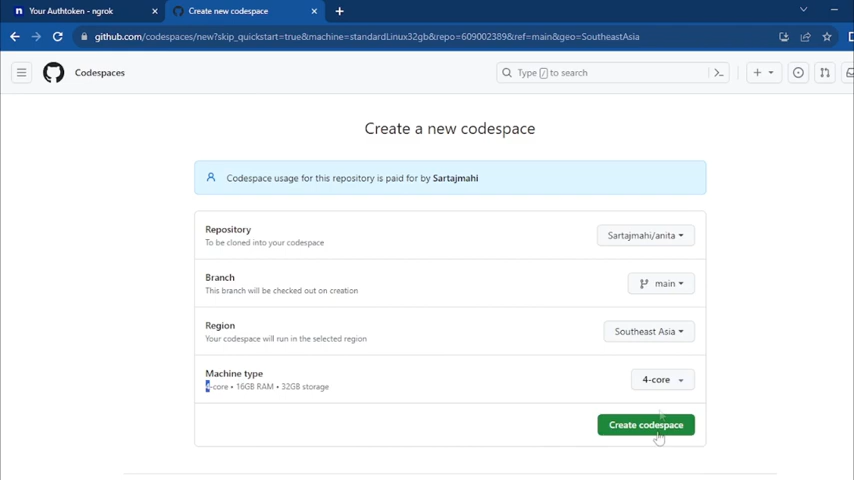 Your Authtoken - ngrok
Create new codespace
github.com/codespaces/new?skip_quickstart=true&machine=standardLinux32gb&repo=609002389&ref=main&geo=SoutheastAsia
Codespaces
Type / to search
Create a new codespace
Codespace usage for this repository is paid for by Sartajmahi
Repository
To be cloned into your codespace
Sartajmahi/anita
Branch
This branch will be checked out on creation
main
Region
Your codespace will run in the selected region
Southeast Asia
Machine type
4-core • 16GB RAM • 32GB storage
4-core
Create codespace